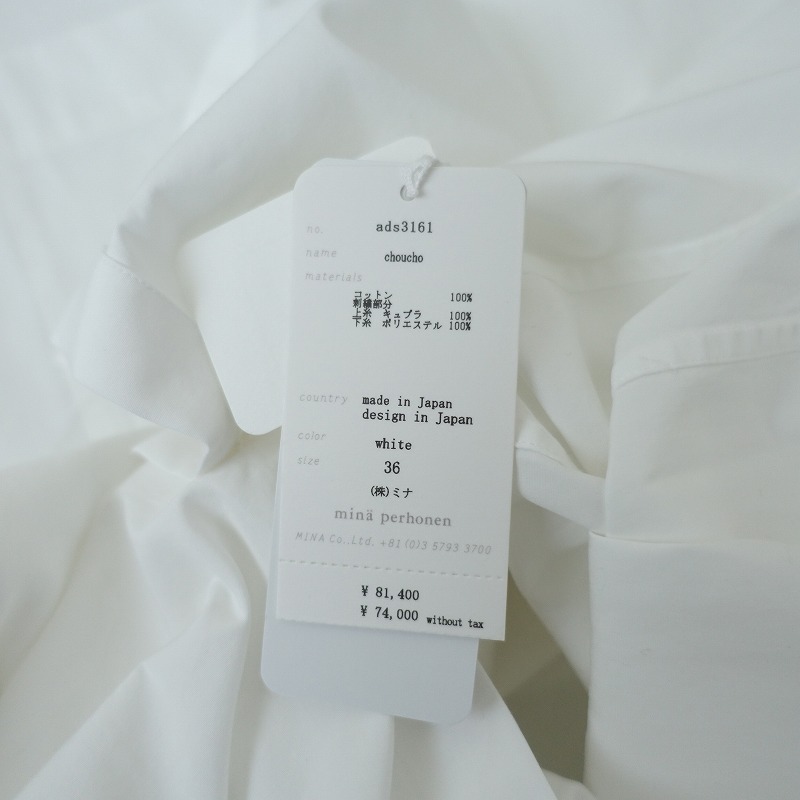 no. ads3161
name choucho
materials
コットン 100%
刺繍部分
上糸 キュプラ 100%
下糸 ポリエステル 100%
country made in Japan
design in Japan
color white
size 36
(株)ミナ
minä perhonen
MINA Co.,Ltd. +81(0)3 5793 3700
¥ 81,400
¥ 74,000 without tax